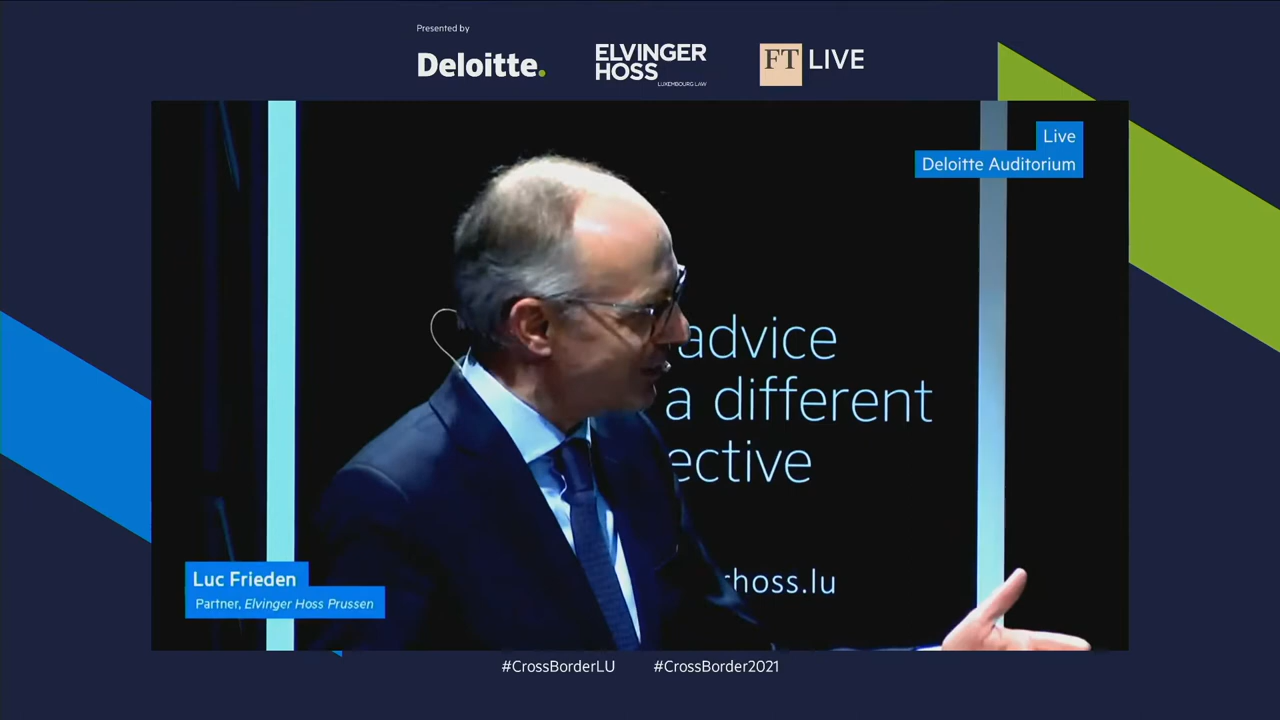 Presented by
Deloitte.
ELVINGER
HOSS
LUXEMBOURG LAW
FT LIVE
Live
Deloitte Auditorium
advice
a different
ective
rhoss.lu
Luc Frieden
Partner, Elvinger Hoss Prussen
#CrossBorderLU #CrossBorder2021